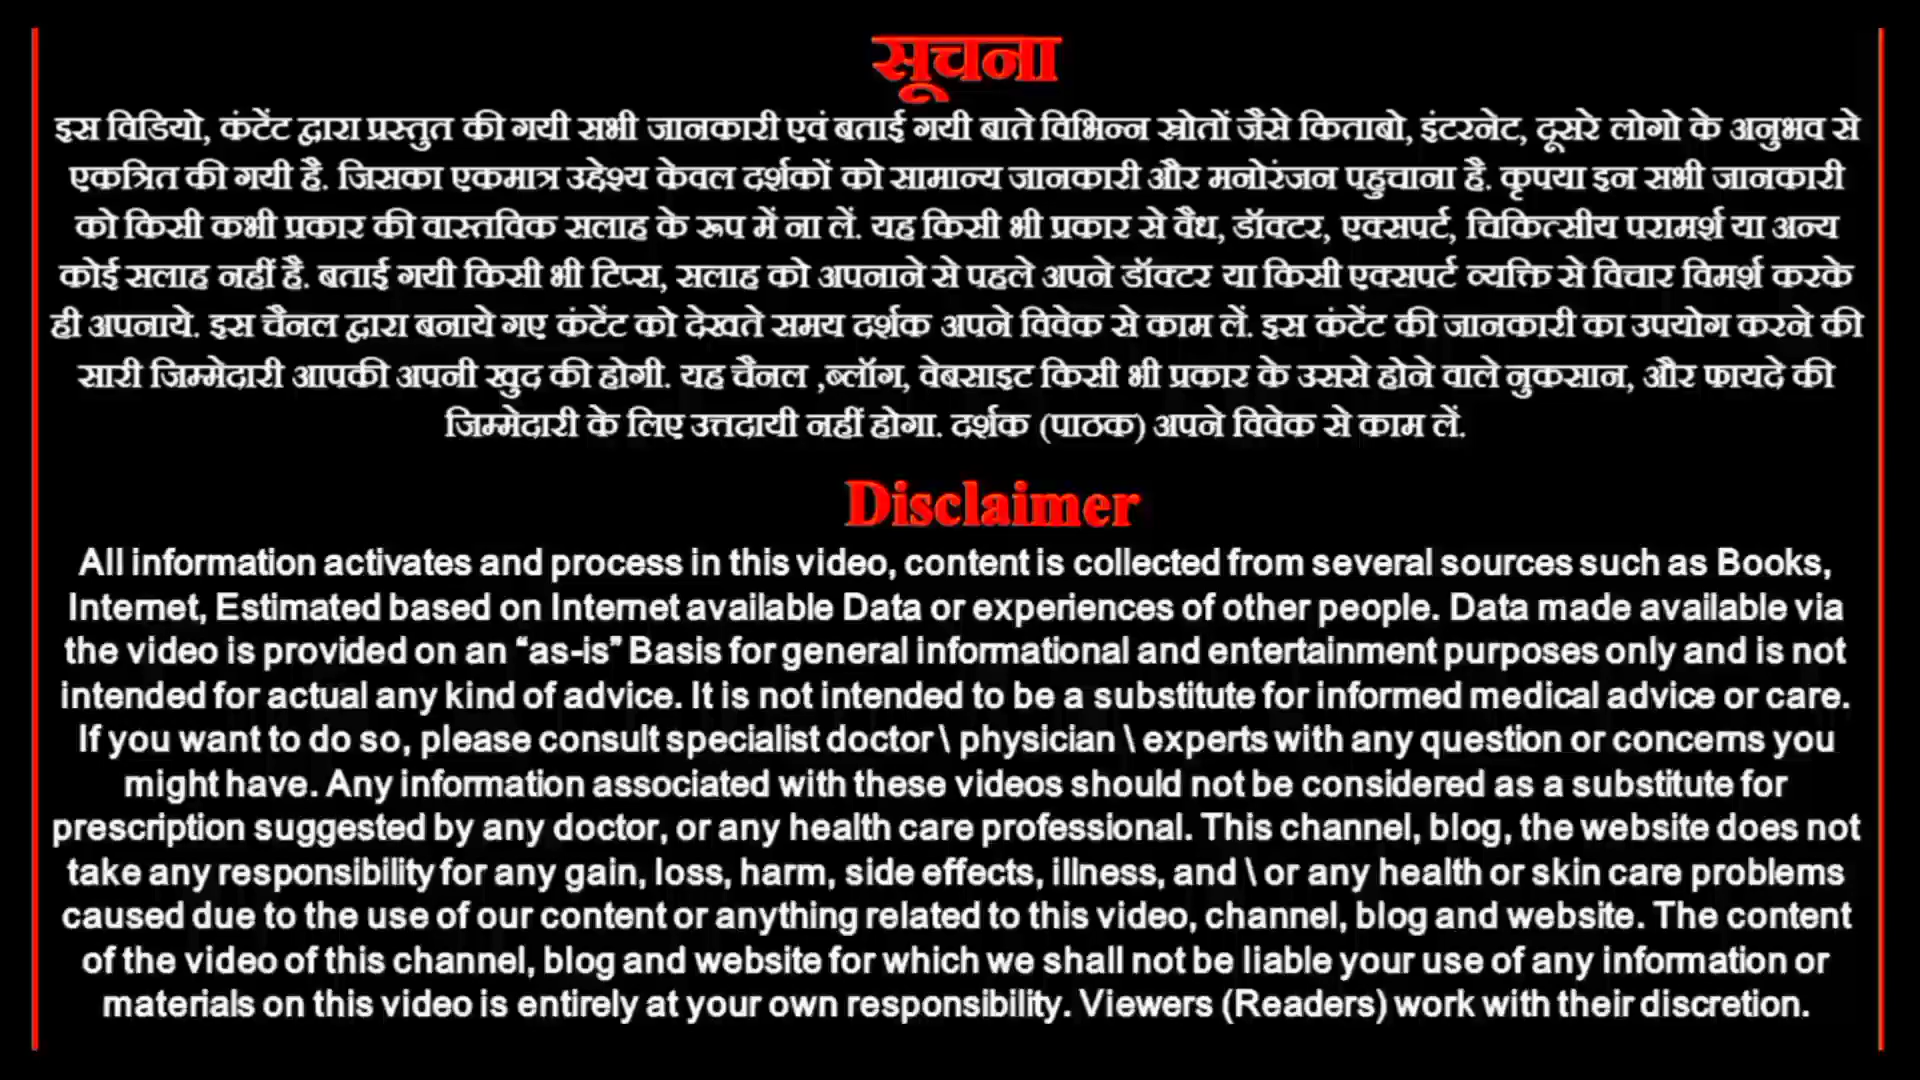 सूचना
इस विडियो, कंटेंट द्वारा प्रस्तुत की गयी सभी जानकारी एवं बताई गयी बाते विभिन्न स्रोतों जैसे किताबो, इंटरनेट, दूसरे लोगो के अनुभव से
एकत्रित की गयी है. जिसका एकमात्र उद्देश्य केवल दर्शकों को सामान्य जानकारी और मनोरंजन पहुचाना है. कृपया इन सभी जानकारी
को किसी कभी प्रकार की वास्तविक सलाह के रूप में ना लें. यह किसी भी प्रकार से वैध, डॉक्टर, एक्सपर्ट, चिकित्सीय परामर्श या अन्य
कोई सलाह नहीं है. बताई गयी किसी भी टिप्स, सलाह को अपनाने से पहले अपने डॉक्टर या किसी एक्सपर्ट व्यक्ति से विचार विमर्श करके
ही अपनाये. इस चैनल द्वारा बनाये गए कंटेंट को देखते समय दर्शक अपने विवेक से काम लें. इस कंटेंट की जानकारी का उपयोग करने की
सारी जिम्मेदारी आपकी अपनी खुद की होगी. यह चैनल ,ब्लॉग, वेबसाइट किसी भी प्रकार के उससे होने वाले नुकसान, और फायदे की
जिम्मेदारी के लिए उत्तदायी नहीं होगा. दर्शक (पाठक) अपने विवेक से काम लें.
Disclaimer
All information activates and process in this video, content is collected from several sources such as Books,
Internet, Estimated based on Internet available Data or experiences of other people. Data made available via
the video is provided on an “as-is” Basis for general informational and entertainment purposes only and is not
intended for actual any kind of advice. It is not intended to be a substitute for informed medical advice or care.
If you want to do so, please consult specialist doctor \ physician \ experts with any question or concerns you
might have. Any information associated with these videos should not be considered as a substitute for
prescription suggested by any doctor, or any health care professional. This channel, blog, the website does not
take any responsibility for any gain, loss, harm, side effects, illness, and \ or any health or skin care problems
caused due to the use of our content or anything related to this video, channel, blog and website. The content
of the video of this channel, blog and website for which we shall not be liable your use of any information or
materials on this video is entirely at your own responsibility. Viewers (Readers) work with their discretion.